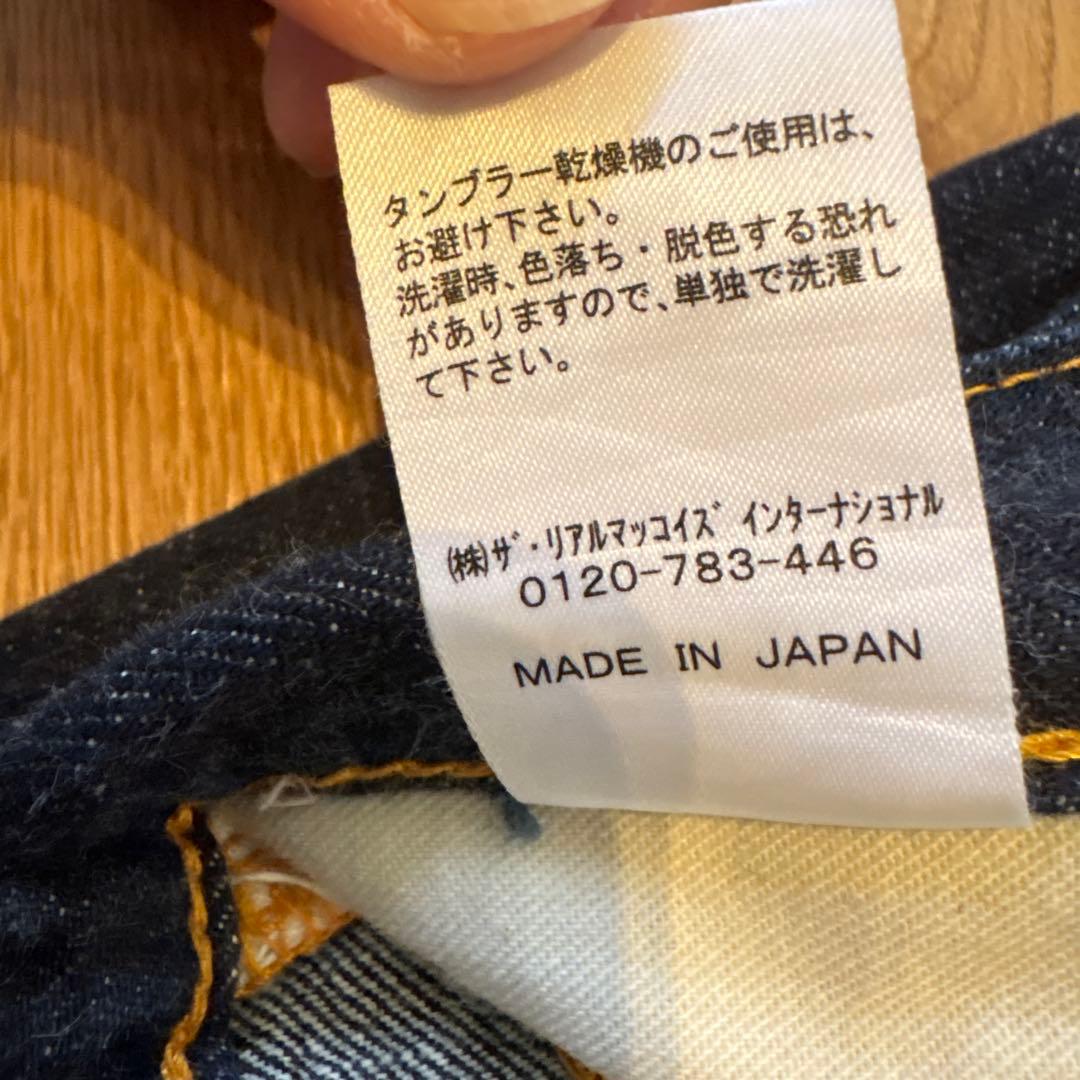 タンブラー乾燥機のご使用は、
お避け下さい。
洗濯時､色落ち・脱色する恐れ
がありますので､単独で洗濯し
て下さい。
㈱ｻﾞ･ﾘｱﾙﾏｯｺｲｽﾞ ｲﾝﾀｰﾅｼｮﾅﾙ
0120-783-446
MADE IN JAPAN